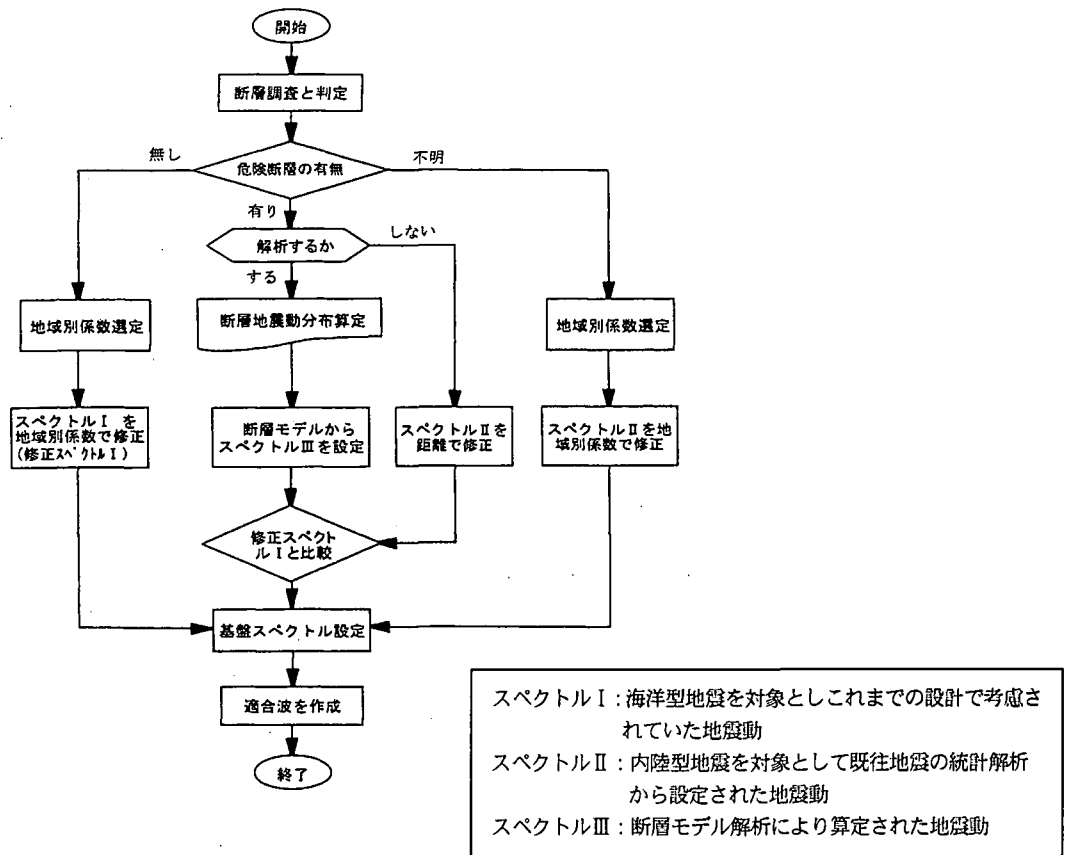 開始
断層調査と判定
無し
危険断層の有無
不明
有り
解析するか
しない
する
地域別係数選定
断層地震動分布算定
地域別係数選定
スペクトルⅠ を
地域別係数で修正
(修正スペクトルⅠ)
断層モデルから
スペクトルⅢを設定
スペクトルⅡを
距離で修正
スペクトルⅡを地
域別係数で修正
修正スペクト
ルⅠと比較
基盤スペクトル設定
適合波を作成
終了
スペクトルⅠ:海洋型地震を対象としこれまでの設計で考慮さ
れていた地震動
スペクトルⅡ:内陸型地震を対象として既往地震の統計解析
から設定された地震動
スペクトルⅢ:断層モデル解析により算定された地震動